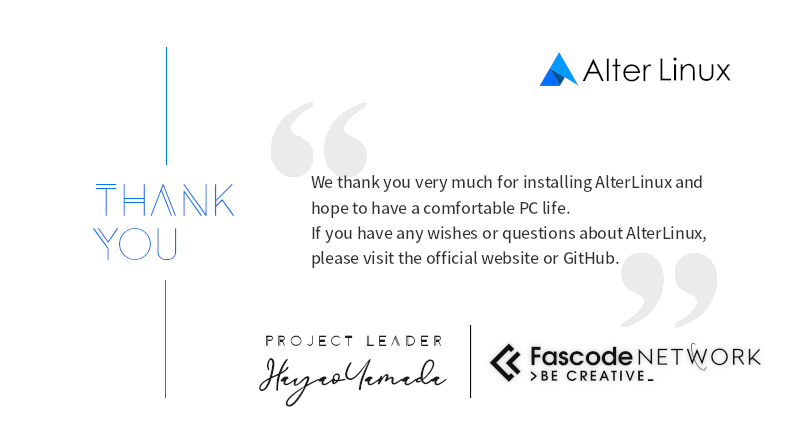 Alter Linux
THANK
YOU
We thank you very much for installing AlterLinux and
hope to have a comfortable PC life.
If you have any wishes or questions about AlterLinux,
please visit the official website or GitHub.
PROJECT LEADER
Hayao Yamada
Fascode NETWORK
>BE CREATIVE_